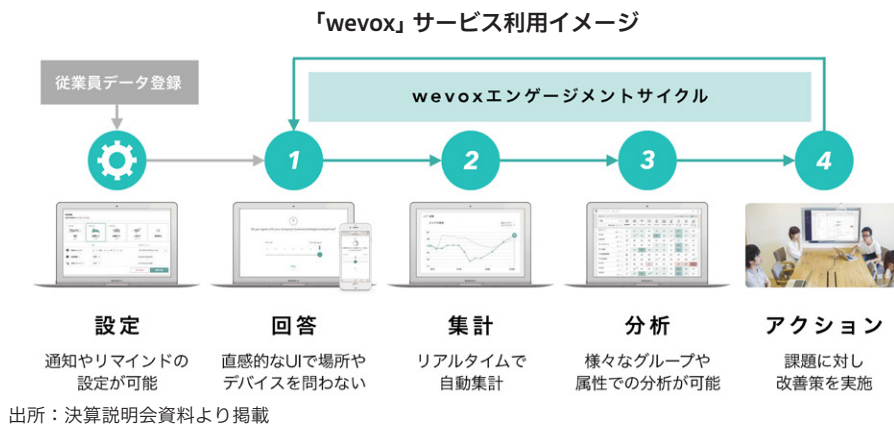 「wevox」サービス利用イメージ
従業員データ登録
wevoxエンゲージメントサイクル
1
2
3
4
設定
通知やリマインドの
設定が可能
回答
直感的なUIで場所や
デバイスを問わない
集計
リアルタイムで
自動集計
分析
様々なグループや
属性での分析が可能
アクション
課題に対し
改善策を実施
出所：決算説明会資料より掲載